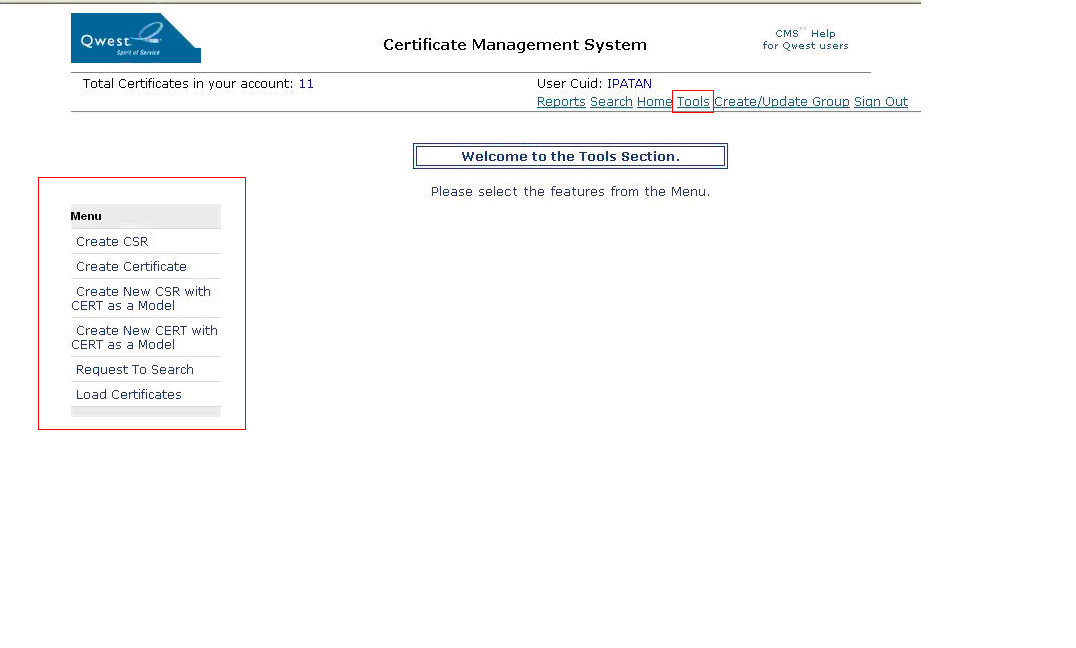 Qwest
Spirit of Service
Certificate Management System
CMS™ Help
for Qwest users
Total Certificates in your account: 11
User Cuid: IPATAN
Reports Search Home Tools Create/Update Group Sign Out
Welcome to the Tools Section.
Please select the features from the Menu.
Menu
Create CSR
Create Certificate
Create New CSR with
CERT as a Model
Create New CERT with
CERT as a Model
Request To Search
Load Certificates